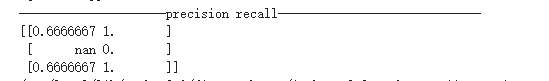 ————————————precision recall————————————————
[[0.6666667 1.        ]
 [      nan 0.        ]
 [0.6666667 1.        ]]